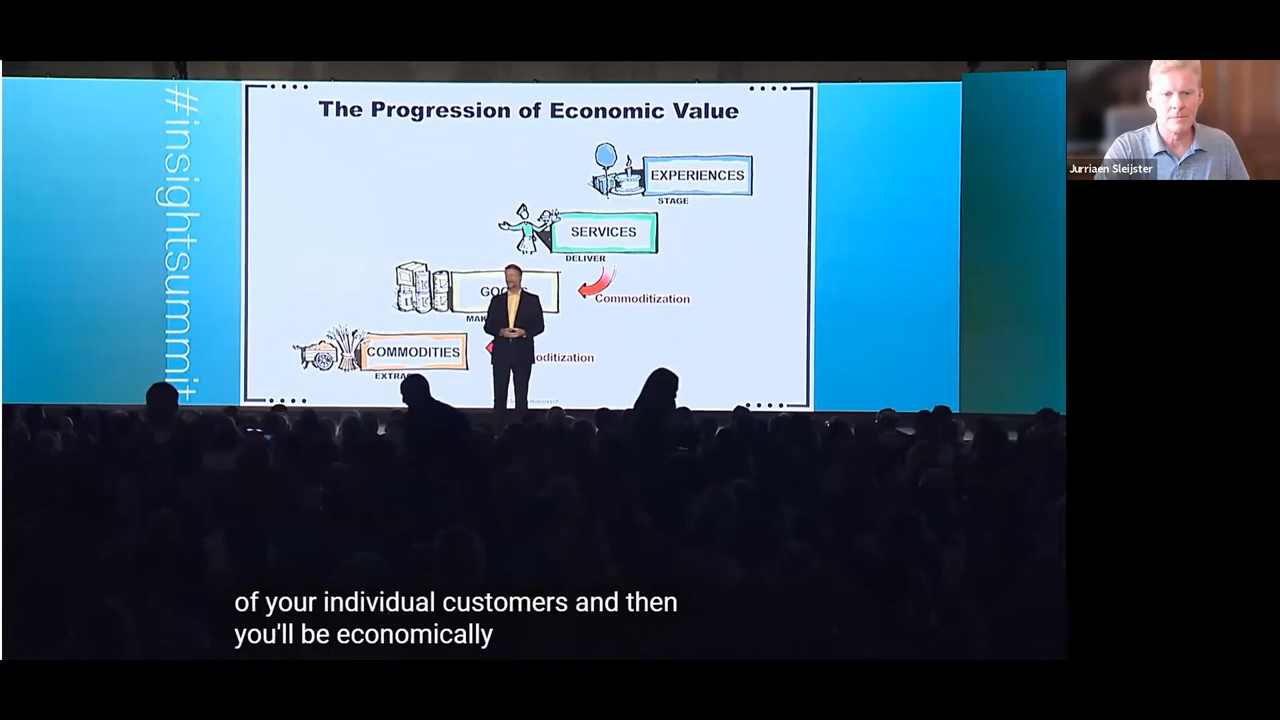 #insightsummit
The Progression of Economic Value
EXPERIENCES
STAGE
SERVICES
DELIVER
Commoditization
COMMODITIES
Jurriaen Sleijster
of your individual customers and then
you'll be economically